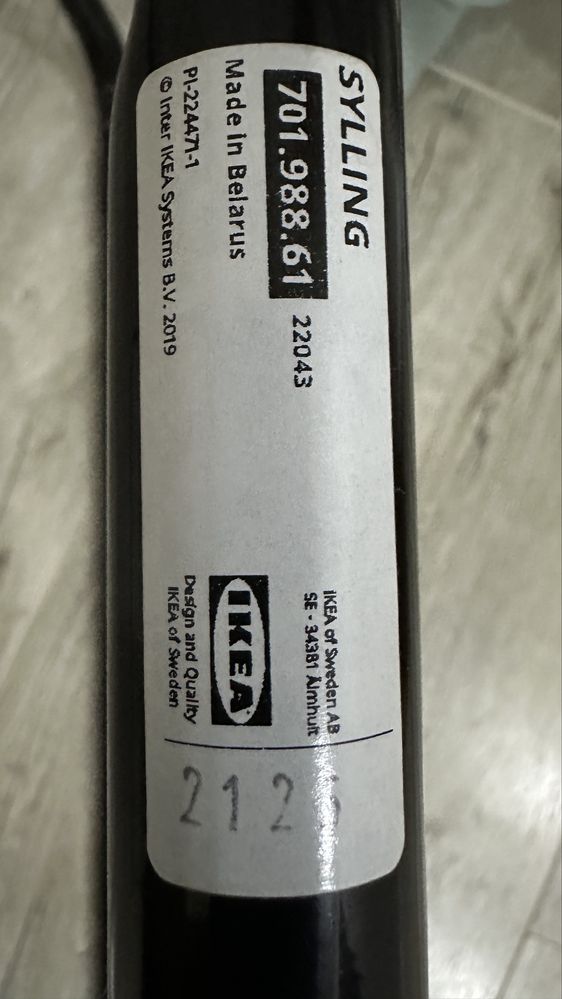 SYLLING
701.988.61 22043
Made in Belarus
PI-224471-1
© Inter IKEA Systems B.V. 2019
IKEA of Sweden AB
SE - 34381 Älmhult
IKEA
Design and Quality
IKEA of Sweden
212